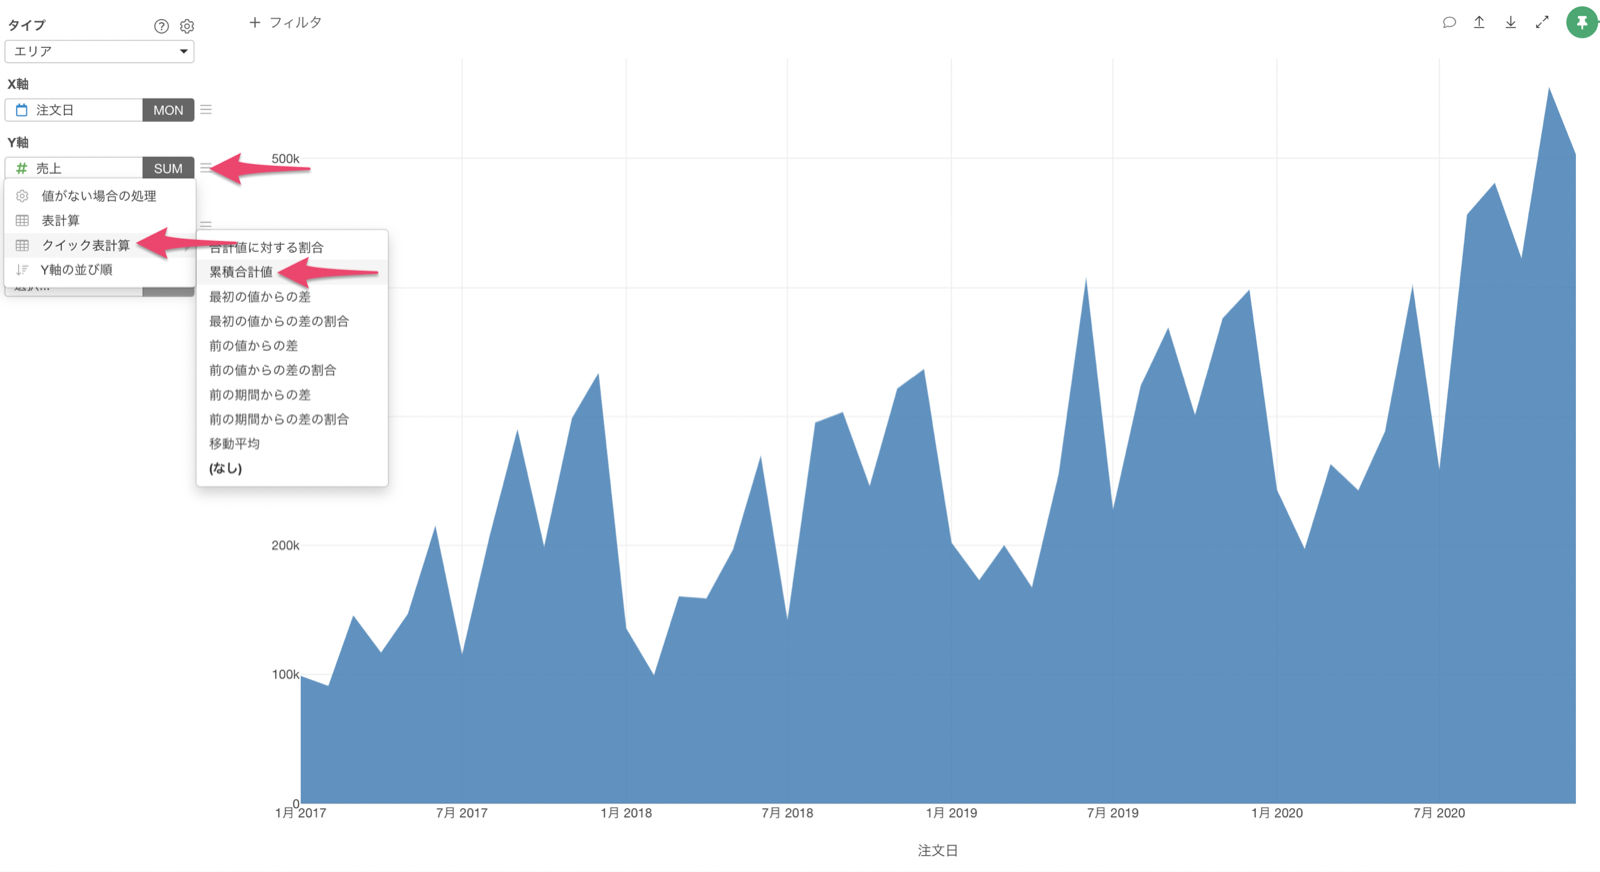 タイプ
エリア
X軸
注文日 MON
Y軸
# 売上 SUM
値がない場合の処理
表計算
クイック表計算
Y軸の並び順
選択...
合計値に対する割合
累積合計値
最初の値からの差
最初の値からの差の割合
前の値からの差
前の値からの差の割合
前の期間からの差
前の期間からの差の割合
移動平均
(なし)
+ フィルタ
500k
200k
100k
0
1月 2017 7月 2017 1月 2018 7月 2018 1月 2019 7月 2019 1月 2020 7月 2020
注文日